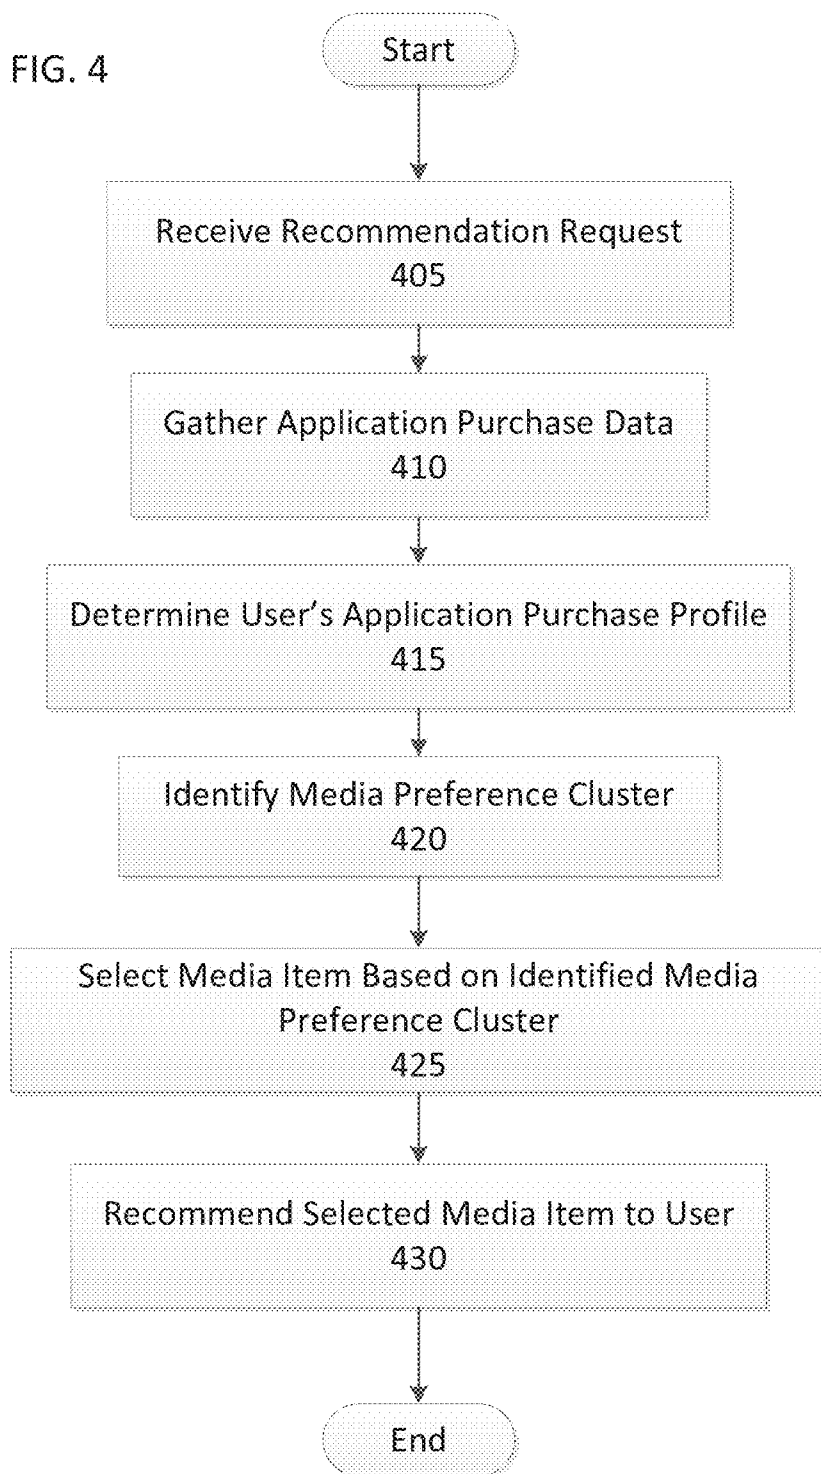 Start
FIG. 4
Receive Recommendation Request
405
Gather Application Purchase Data
410
Determine User’s Application Purchase Profile
415
Identify Media Preference Cluster
420
Select Media Item Based on Identified Media
Preference Cluster
425
Recommend Selected Media Item to User
430
End